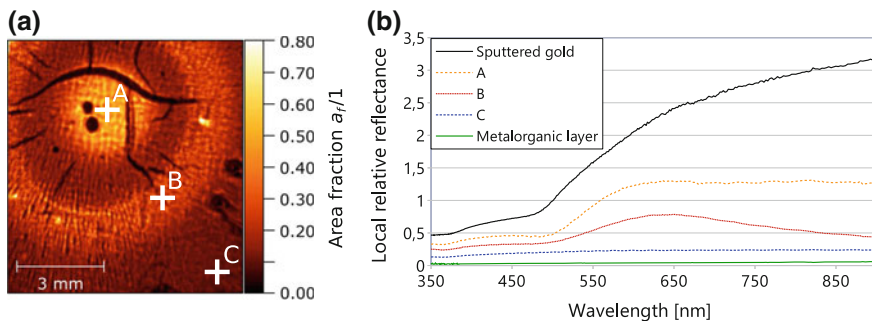 (a)
A
B
C
3 mm
0.80
0.70
0.60
0.50
0.40
0.30
0.20
0.10
0.00
Area fraction a_f/1
(b)
3.5
3
2.5
2
1.5
1
0.5
0
Local relative reflectance
Sputtered gold
A
B
C
Metalorganic layer
350 450 550 650 750 850
Wavelength [nm]